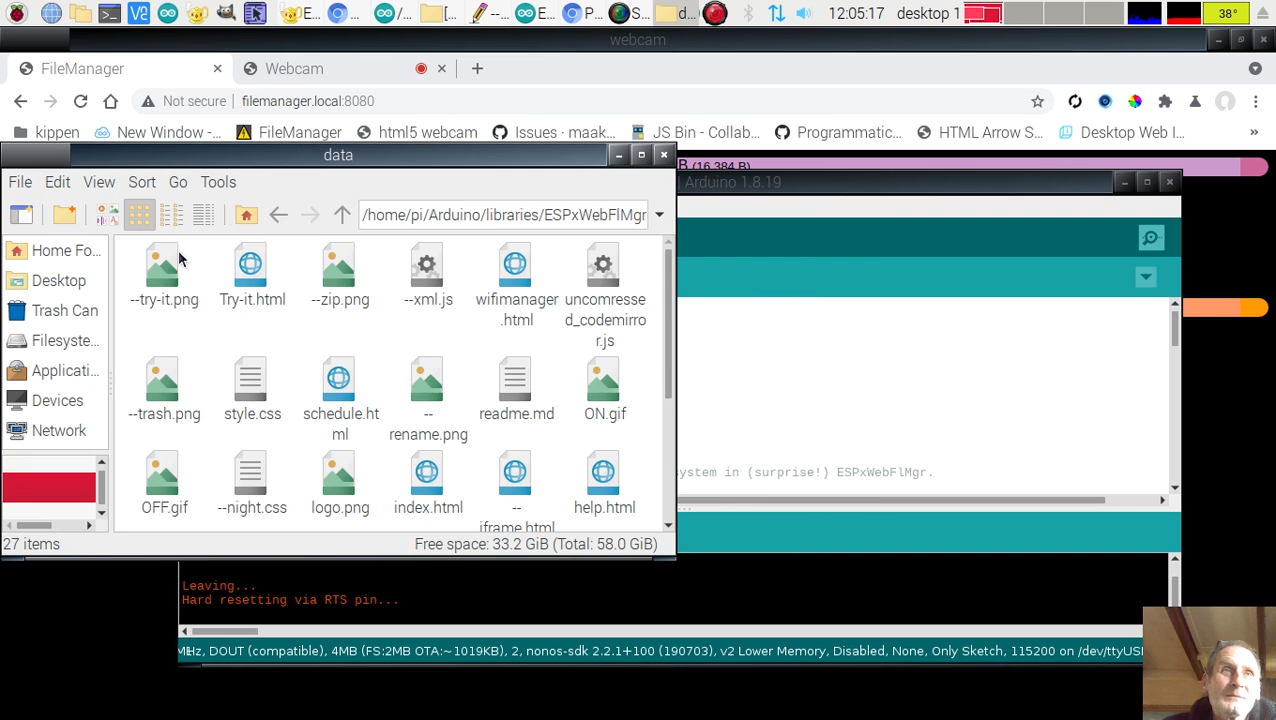 E...
/...
[...
--...
E...
P...
S...
d...
12:05:17
desktop 1
38°
webcam
FileManager
Webcam
Not secure
filemanager.local:8080
kippen
New Window -...
FileManager
html5 webcam
Issues · maak...
JS Bin - Collab...
Programmatic...
HTML Arrow S...
Desktop Web I...
»
B (16,384 B)
data
| Arduino 1.8.19
File Edit View Sort Go Tools
/home/pi/Arduino/libraries/ESPxWebFlMgr
Home Fo...
Desktop
Trash Can
Filesyste...
Applicati...
Devices
Network
--try-it.png
Try-it.html
--zip.png
--xml.js
wifimanager
.html
uncomresse
d_codemirro
r.js
--trash.png
style.css
schedule.ht
ml
--
rename.png
readme.md
ON.gif
OFF.gif
--night.css
logo.png
index.html
--
iframe.html
help.html
27 items
Free space: 33.2 GiB (Total: 58.0 GiB)
system in (surprise!) ESPxWebFlMgr.
Leaving...
Hard resetting via RTS pin...
MHz, DOUT (compatible), 4MB (FS:2MB OTA:~1019KB), 2, nonos-sdk 2.2.1+100 (190703), v2 Lower Memory, Disabled, None, Only Sketch, 115200 on /dev/ttyUSB